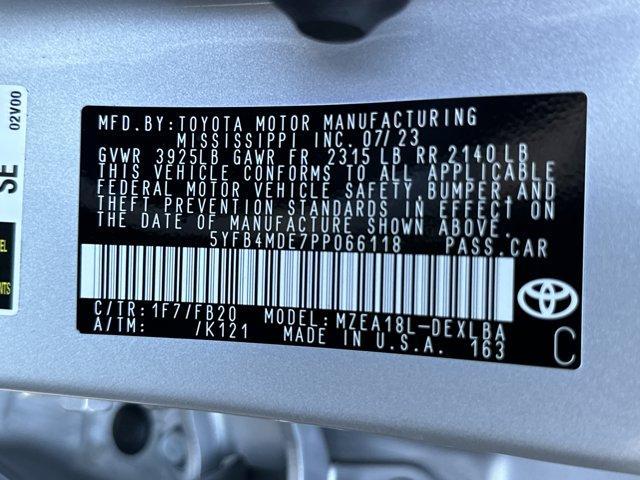 MFD. BY: TOYOTA MOTOR MANUFACTURING
MISSISSIPPI INC. 07/23
GVWR 3925LB GAWR FR 2315 LB RR 2140 LB
THIS VEHICLE CONFORMS TO ALL APPLICABLE
FEDERAL MOTOR VEHICLE SAFETY, BUMPER AND
THEFT PREVENTION STANDARDS IN EFFECT ON
THE DATE OF MANUFACTURE SHOWN ABOVE.
5YFB4MDE7PP066118 PASS.CAR
C/TR: 1F7/FB20 MODEL: MZEA18L-DEXLBA
A/TM: /K121 MADE IN U.S.A. 163
C
02V00
SE